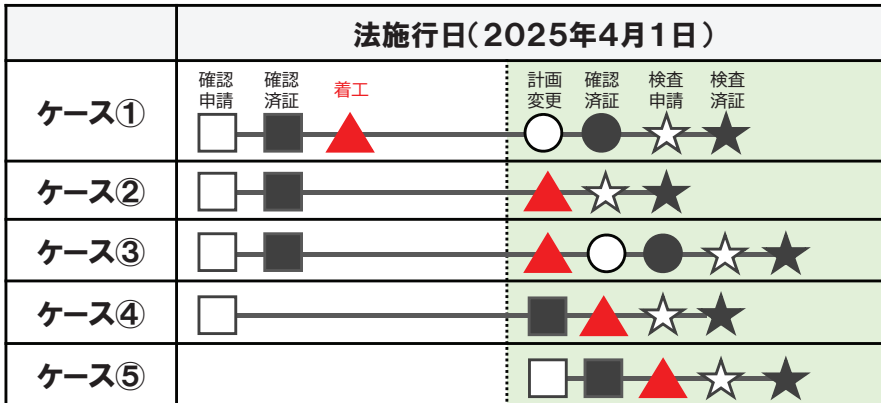 法施行日(2025年4月1日)
ケース①
確認
申請
確認
済証
着工
計画
変更
確認
済証
検査
申請
検査
済証
ケース②
ケース③
ケース④
ケース⑤